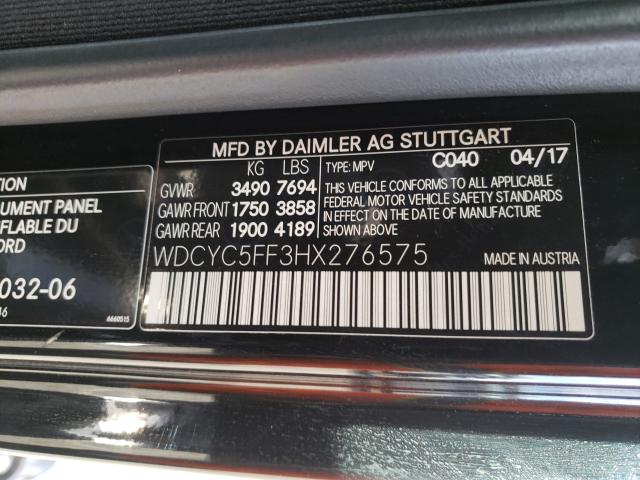 MFD BY DAIMLER AG STUTTGART
KG LBS TYPE: MPV C040 04/17
GVWR 3490 7694
GAWR FRONT 1750 3858
GAWR REAR 1900 4189
THIS VEHICLE CONFORMS TO ALL
FEDERAL MOTOR VEHICLE SAFETY STANDARDS
IN EFFECT ON THE DATE OF MANUFACTURE
SHOWN ABOVE
WDCYC5FF3HX276575
MADE IN AUSTRIA
TION
UMENT PANEL
FLABLE DU
ORD
032-06
6660515